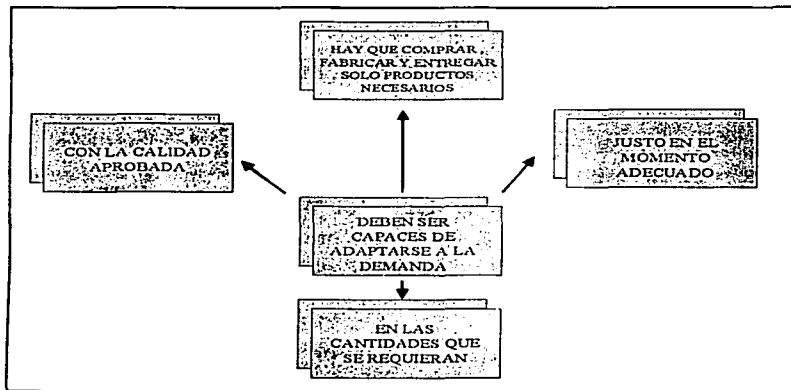 HAY QUE COMPRAR,
FABRICAR Y ENTREGAR
SOLO PRODUCTOS
NECESARIOS
CON LA CALIDAD
APROBADA
JUSTO EN EL
MOMENTO
ADECUADO
DEBEN SER
CAPACES DE
ADAPTARSE A LA
DEMANDA
EN LAS
CANTIDADES QUE
SE REQUIERAN